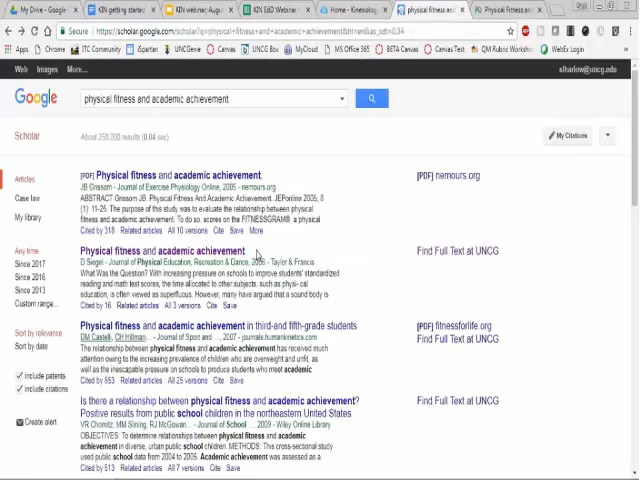 My Drive - Google D
KIN getting started
KIN webinar: Augu
KIN EdD Webinar -
Home - Kinesiolog
physical fitness and
Physical fitness an
Secure
https://scholar.google.com/scholar?q=physical+fitness+and+academic+achievement&hl=en&as_sdt=0,34
Apps
Chrome
ITC Community
iSpartan
UNCGenie
Canvas
UNCG Box
MyCloud
MS Office 365
BETA Canvas
Canvas Test
QM Rubric Worksho
WebEx Login
Web Images More...
slharlow@uncg.edu
Google
physical fitness and academic achievement
Scholar
About 258,000 results (0.04 sec)
My Citations
Articles
Case law
My library
Any time
Since 2017
Since 2016
Since 2013
Custom range...
Sort by relevance
Sort by date
include patents
include citations
Create alert
[PDF] Physical fitness and academic achievement
JB Grissom - Journal of Exercise Physiology Online, 2005 - nemours.org
ABSTRACT Grissom JB. Physical Fitness And Academic Achievement. JEPonline 2005; 8
(1): 11-25. The purpose of this study was to evaluate the relationship between physical
fitness and academic achievement. To do so, scores on the FITNESSGRAM®, a physical
Cited by 318 Related articles All 10 versions Cite Save More
[PDF] nemours.org
Physical fitness and academic achievement
D Siegel - Journal of Physical Education, Recreation & Dance, 2006 - Taylor & Francis
What Was the Question? With increasing pressure on schools to improve students' standardized
reading and math test scores, the time allocated to other subjects, such as physi- cal
education, is often viewed as superfluous. However, many have argued that a sound body is
Cited by 16 Related articles All 3 versions Cite Save
Find Full Text at UNCG
Physical fitness and academic achievement in third-and fifth-grade students
DM Castelli, CH Hillman... - Journal of Sport and ..., 2007 - journals.humankinetics.com
The relationship between physical fitness and academic achievement has received much
attention owing to the increasing prevalence of children who are overweight and unfit, as
well as the inescapable pressure on schools to produce students who meet academic
Cited by 853 Related articles All 25 versions Cite Save
[PDF] fitnessforlife.org
Find Full Text at UNCG
Is there a relationship between physical fitness and academic achievement?
Positive results from public school children in the northeastern United States
VR Chomitz, MM Slining, RJ McGowan... - Journal of School ..., 2009 - Wiley Online Library
OBJECTIVES: To determine relationships between physical fitness and academic
achievement in diverse, urban public school children. METHODS: This cross-sectional
study used public school data from 2004 to 2005. Academic achievement was assessed as a
Cited by 513 Related articles All 7 versions Cite Save
Find Full Text at UNCG